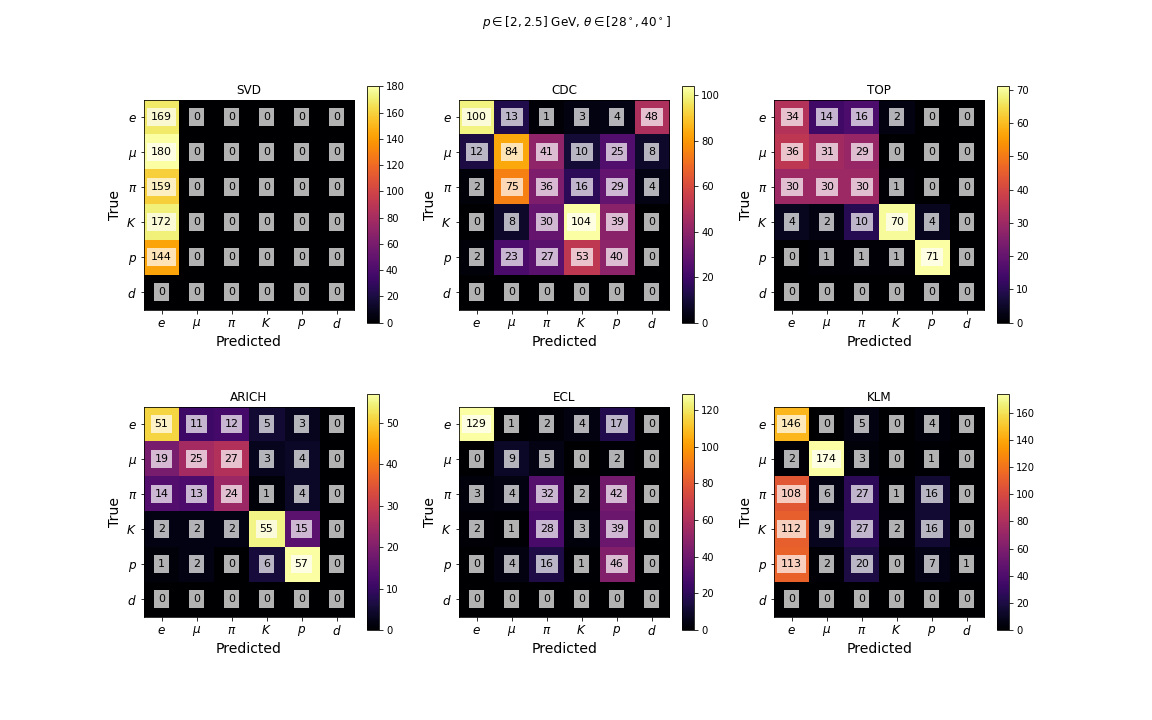 p ∈ [2, 2.5] GeV, θ ∈ [28°, 40°]
SVD
True
e 169 0 0 0 0 0
μ 180 0 0 0 0 0
π 159 0 0 0 0 0
K 172 0 0 0 0 0
p 144 0 0 0 0 0
d 0 0 0 0 0 0
e μ π K p d
Predicted
180
160
140
120
100
80
60
40
20
0
CDC
True
e 100 13 1 3 4 48
μ 12 84 41 10 25 8
π 2 75 36 16 29 4
K 0 8 30 104 39 0
p 2 23 27 53 40 0
d 0 0 0 0 0 0
e μ π K p d
Predicted
100
80
60
40
20
0
TOP
True
e 34 14 16 2 0 0
μ 36 31 29 0 0 0
π 30 30 30 1 0 0
K 4 2 10 70 4 0
p 0 1 1 1 71 0
d 0 0 0 0 0 0
e μ π K p d
Predicted
70
60
50
40
30
20
10
0
ARICH
True
e 51 11 12 5 3 0
μ 19 25 27 3 4 0
π 14 13 24 1 4 0
K 2 2 2 55 15 0
p 1 2 0 6 57 0
d 0 0 0 0 0 0
e μ π K p d
Predicted
50
40
30
20
10
0
ECL
True
e 129 1 2 4 17 0
μ 0 9 5 0 2 0
π 3 4 32 2 42 0
K 2 1 28 3 39 0
p 0 4 16 1 46 0
d 0 0 0 0 0 0
e μ π K p d
Predicted
120
100
80
60
40
20
0
KLM
True
e 146 0 5 0 4 0
μ 2 174 3 0 1 0
π 108 6 27 1 16 0
K 112 9 27 2 16 0
p 113 2 20 0 7 1
d 0 0 0 0 0 0
e μ π K p d
Predicted
160
140
120
100
80
60
40
20
0